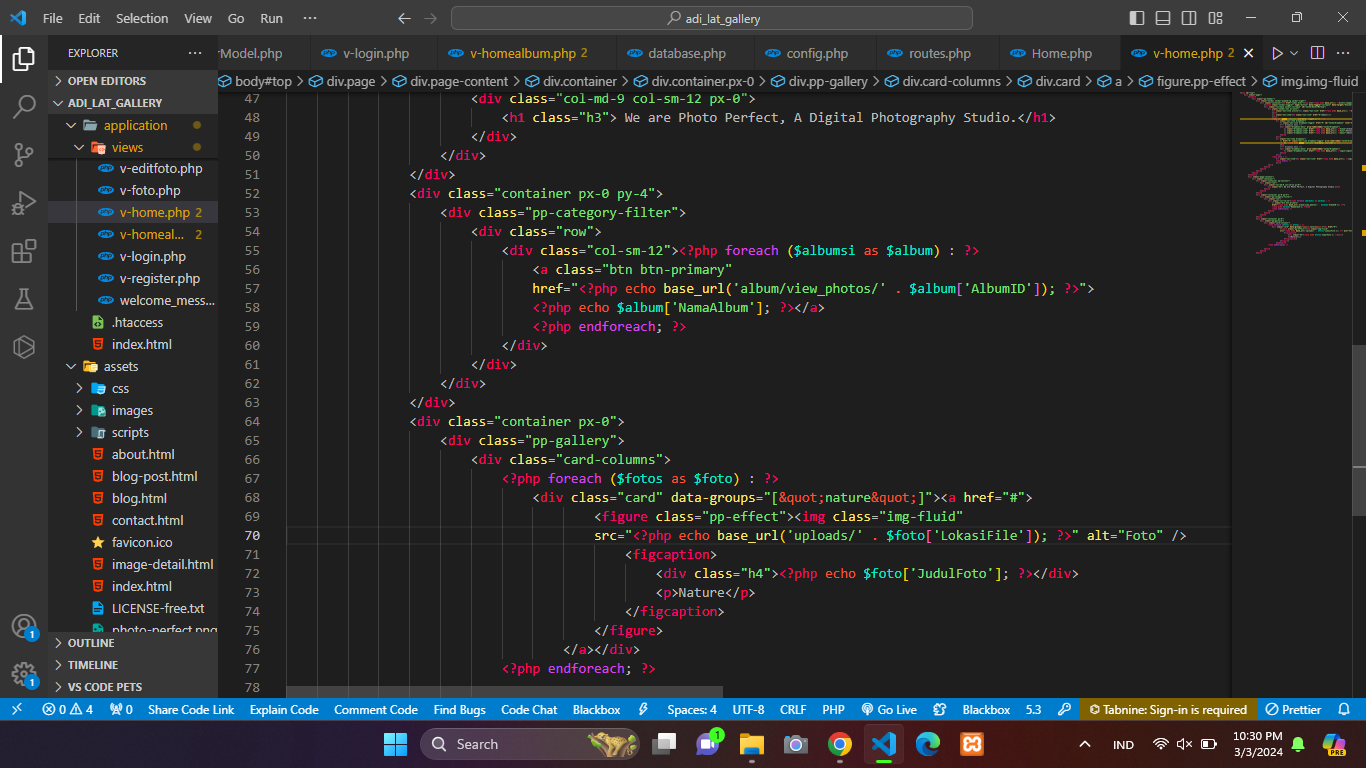 File Edit Selection View Go Run ··· adi_lat_gallery
EXPLORER ···
rModel.php v-login.php v-homealbum.php 2 database.php config.php routes.php Home.php v-home.php 2
body#top > div.page > div.page-content > div.container > div.container.px-0 > div.pp-gallery > div.card-columns > div.card > a > figure.pp-effect > img.img-fluid
OPEN EDITORS
ADI_LAT_GALLERY
application
views
v-editfoto.php
v-foto.php
v-home.php 2
v-homeal... 2
v-login.php
v-register.php
welcome_mess...
.htaccess
index.html
assets
css
images
scripts
about.html
blog-post.html
blog.html
contact.html
favicon.ico
image-detail.html
index.html
LICENSE-free.txt
photo-perfect.png
OUTLINE
TIMELINE
VS CODE PETS
47 <div class="col-md-9 col-sm-12 px-0">
48 <h1 class="h3"> We are Photo Perfect, A Digital Photography Studio.</h1>
49 </div>
50 </div>
51 </div>
52 <div class="container px-0 py-4">
53 <div class="pp-category-filter">
54 <div class="row">
55 <div class="col-sm-12"><?php foreach ($albumsi as $album) : ?>
56 <a class="btn btn-primary"
57 href="<?php echo base_url('album/view_photos/' . $album['AlbumID']); ?>">
58 <?php echo $album['NamaAlbum']; ?></a>
59 <?php endforeach; ?>
60 </div>
61 </div>
62 </div>
63 </div>
64 <div class="container px-0">
65 <div class="pp-gallery">
66 <div class="card-columns">
67 <?php foreach ($fotos as $foto) : ?>
68 <div class="card" data-groups="[&quot;nature&quot;]"><a href="#">
69 <figure class="pp-effect"><img class="img-fluid"
70 src="<?php echo base_url('uploads/' . $foto['LokasiFile']); ?>" alt="Foto" />
71 <figcaption>
72 <div class="h4"><?php echo $foto['JudulFoto']; ?></div>
73 <p>Nature</p>
74 </figcaption>
75 </figure>
76 </a></div>
77 <?php endforeach; ?>
78
0 4 0 Share Code Link Explain Code Comment Code Find Bugs Code Chat Blackbox Spaces: 4 UTF-8 CRLF PHP Go Live Blackbox 5.3 Tabnine: Sign-in is required Prettier
1
1
Search 1 IND 10:30 PM
3/3/2024
PRE